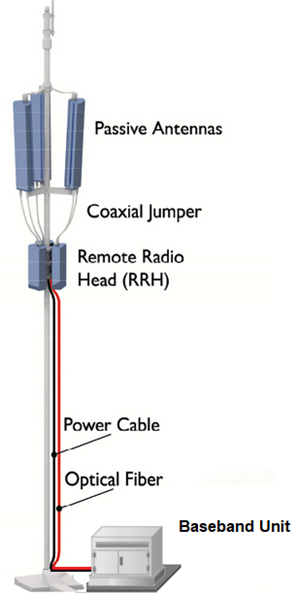 Passive Antennas
Coaxial Jumper
Remote Radio
Head (RRH)
Power Cable
Optical Fiber
Baseband Unit